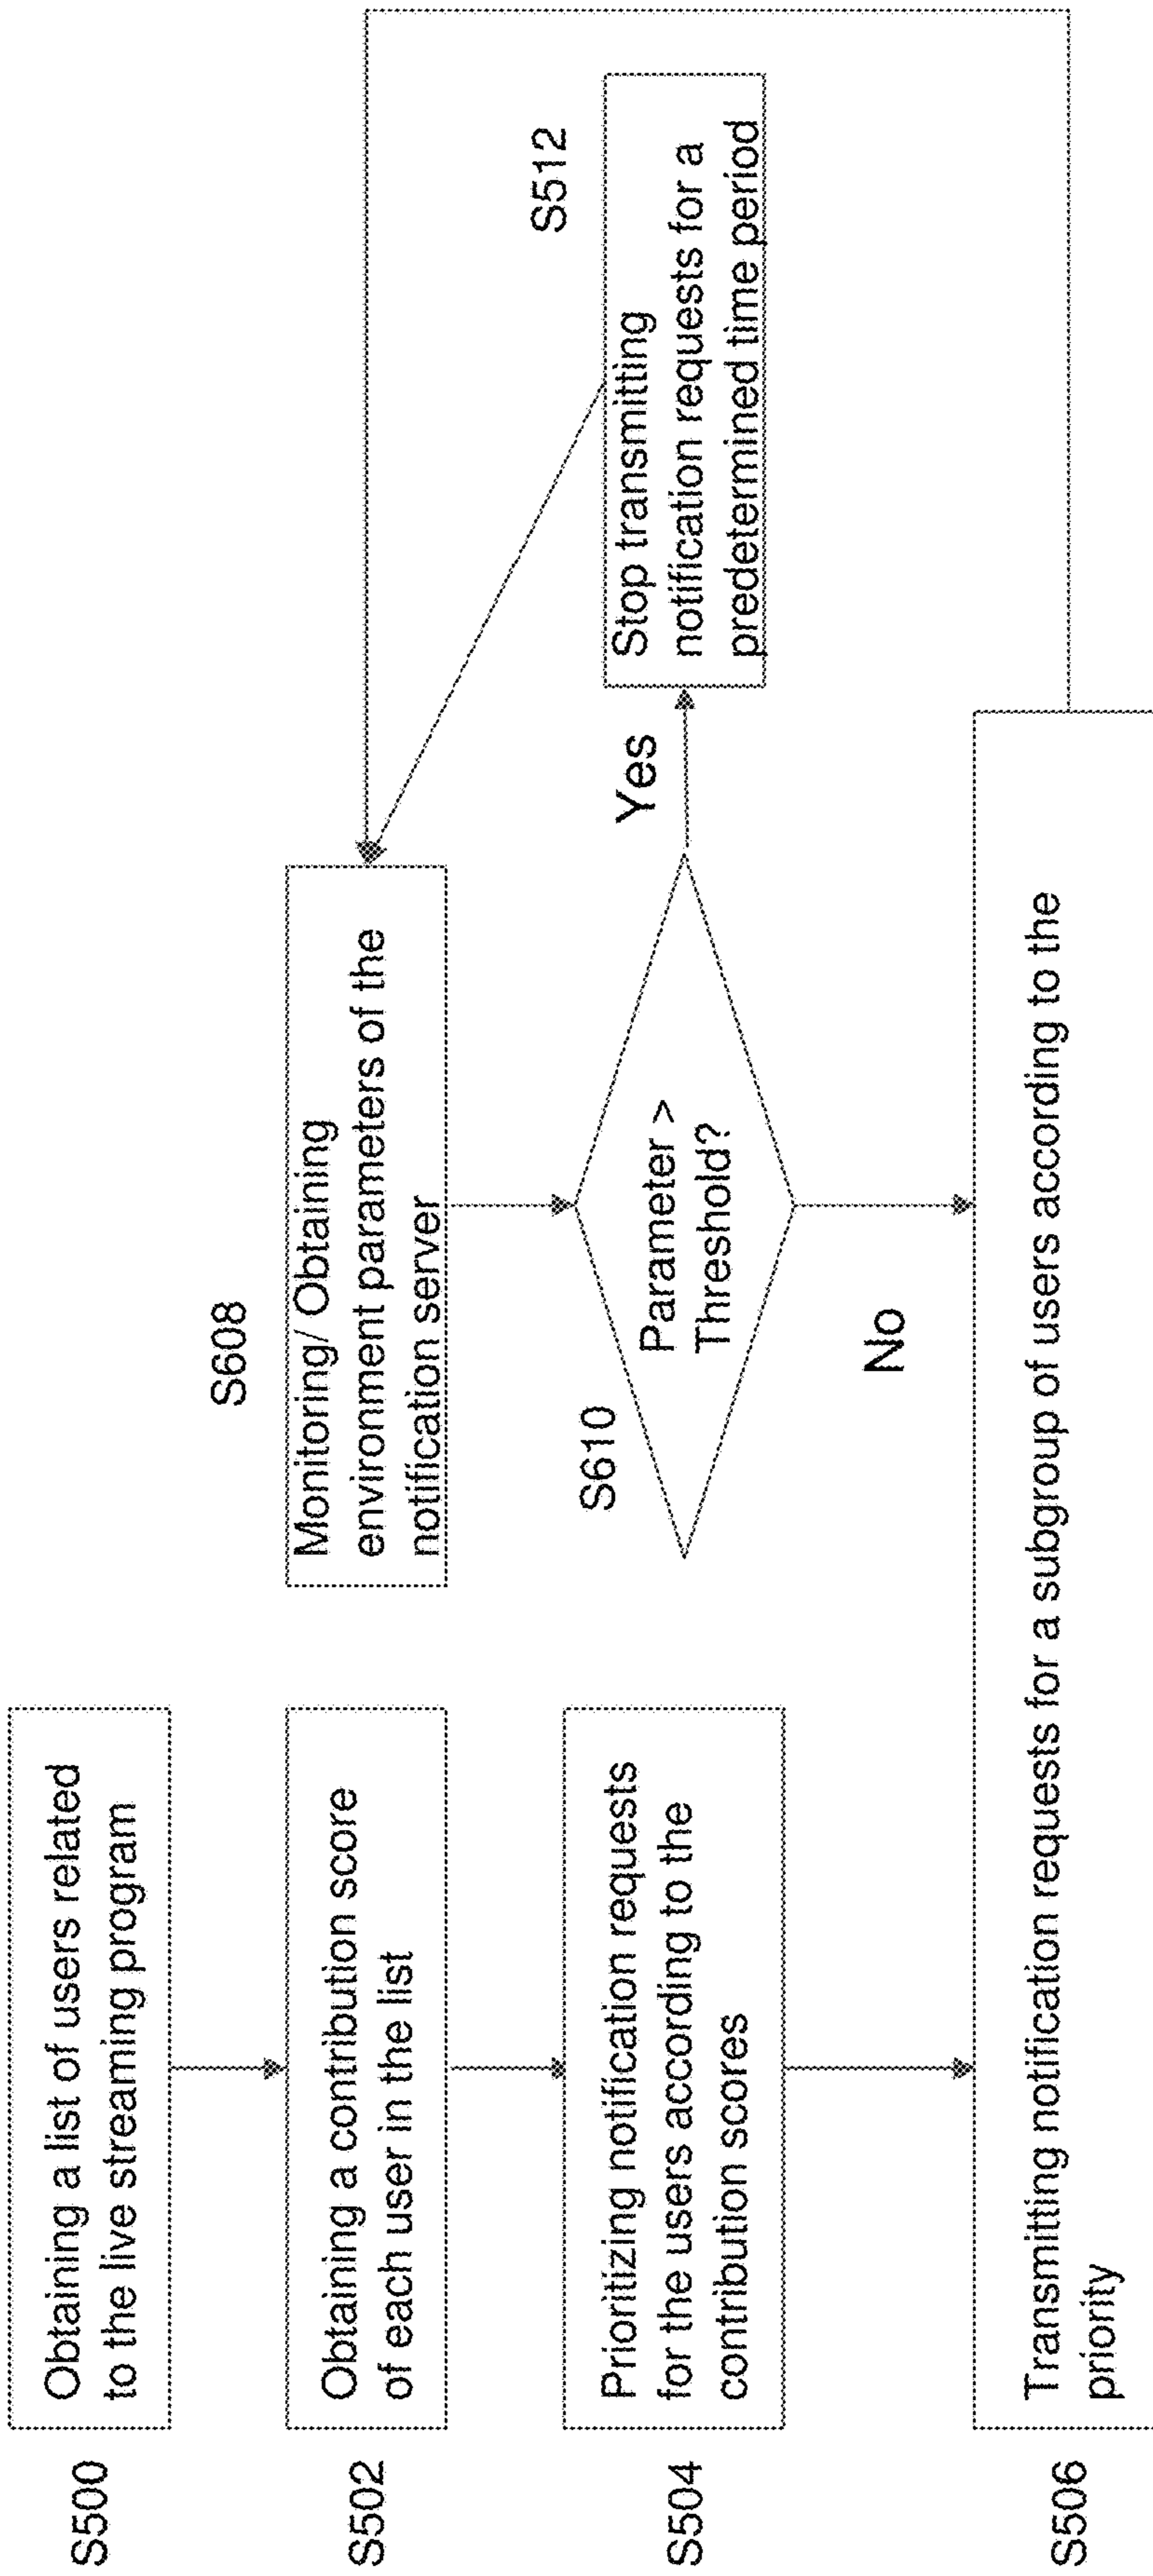 S500
Obtaining a list of users related
to the live streaming program
S502
Obtaining a contribution score
of each user in the list
S504
Prioritizing notification requests
for the users according to the
contribution scores
S506
Transmitting notification requests for a subgroup of users according to the
priority
S608
Monitoring/ Obtaining
environment parameters of the
notification server
S610
Parameter >
Threshold?
Yes
No
S512
Stop transmitting
notification requests for a
predetermined time period